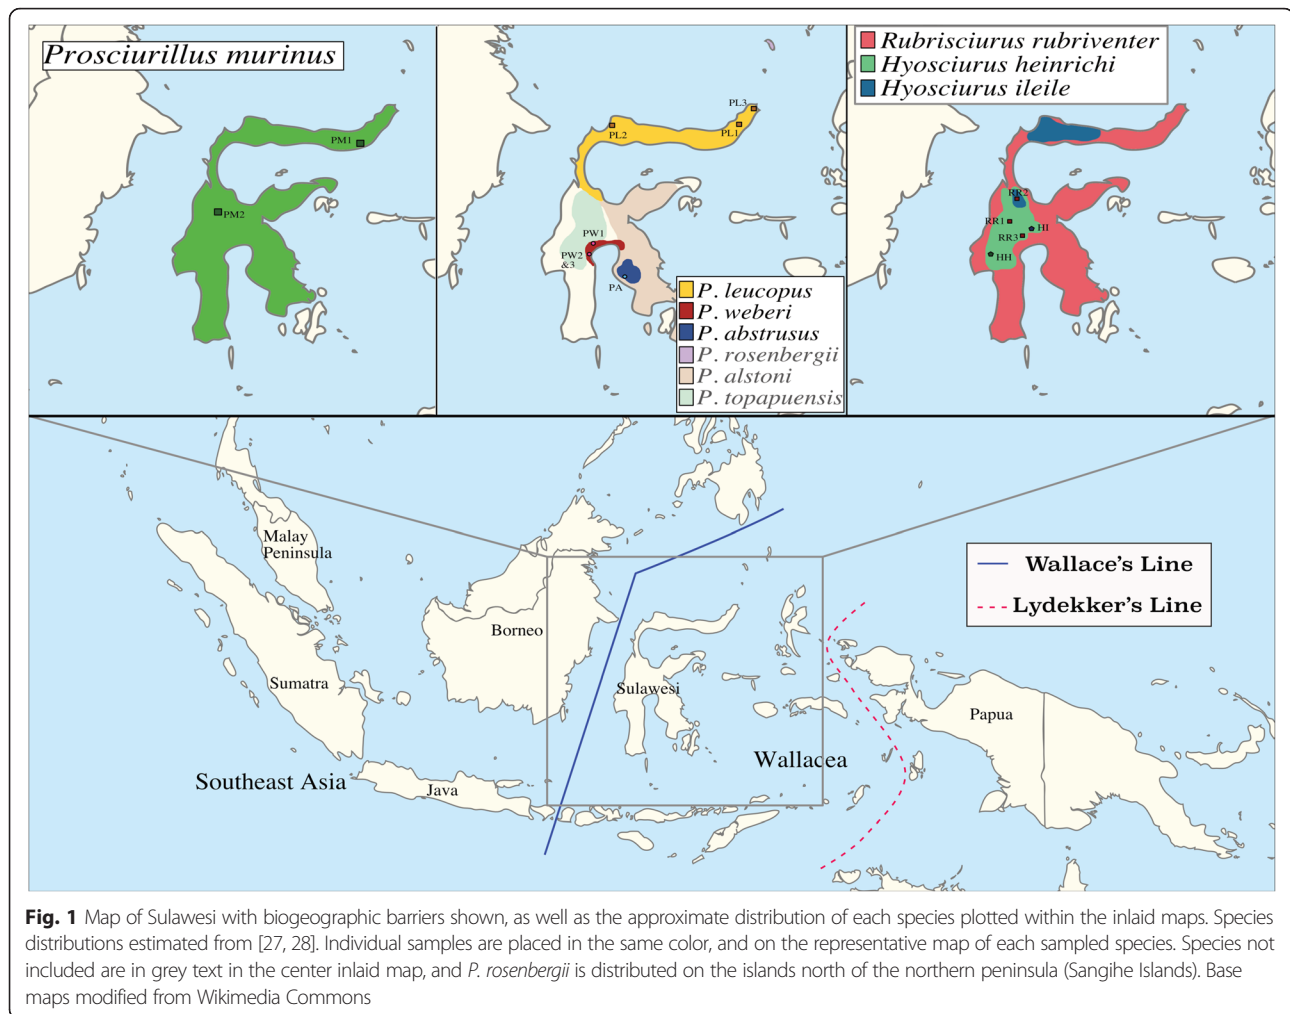 Prosciurillus murinus
PM1
PM2
PL3
PL2
PL1
PW1
PW2
&3
PA
P. leucopus
P. weberi
P. abstrusus
P. rosenbergii
P. alstoni
P. topapuensis
Rubrisciurus rubriventer
Hyosciurus heinrichi
Hyosciurus ileile
RR2
RR1
HI
RR3
HH
Malay
Peninsula
Borneo
Sumatra
Sulawesi
Papua
Wallacea
Southeast Asia
Java
Wallace's Line
Lydekker's Line
Fig. 1 Map of Sulawesi with biogeographic barriers shown, as well as the approximate distribution of each species plotted within the inlaid maps. Species
distributions estimated from [27, 28]. Individual samples are placed in the same color, and on the representative map of each sampled species. Species not
included are in grey text in the center inlaid map, and P. rosenbergii is distributed on the islands north of the northern peninsula (Sangihe Islands). Base
maps modified from Wikimedia Commons